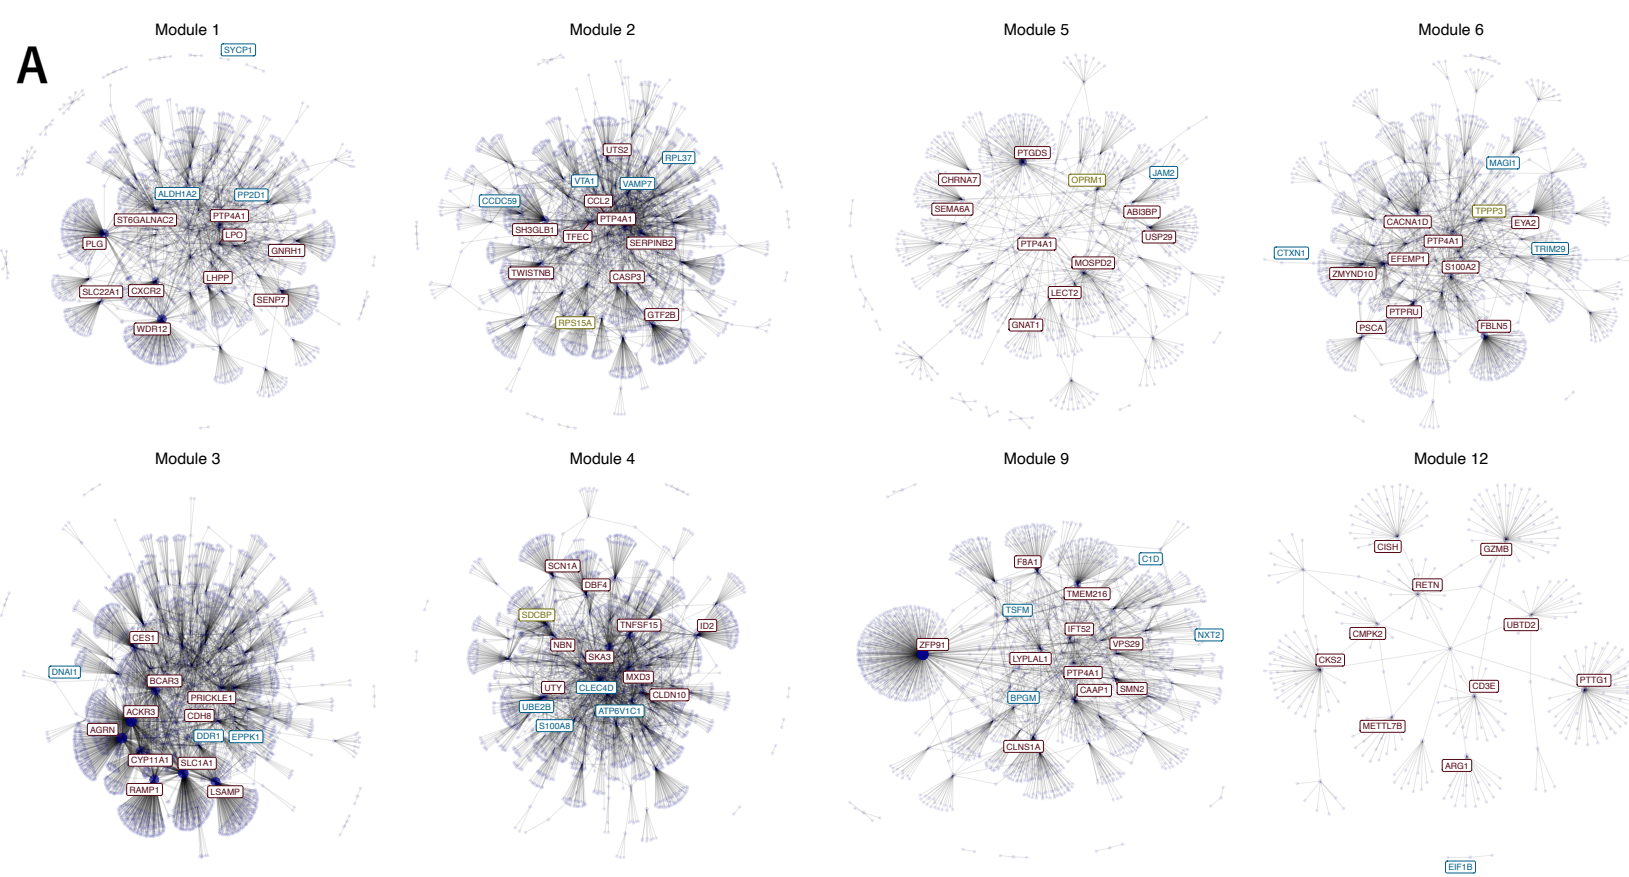 A
Module 1
SYCP1
ALDH1A2
PP2D1
ST6GALNAC2
PTP4A1
LPO
PLG
GNRH1
LHPP
SLC22A1
CXCR2
SENP7
WDR12
Module 2
UTS2
RPL37
VTA1
VAMP7
CCDC59
CCL2
PTP4A1
SH3GLB1
TFEC
SERPINB2
TWISTNB
CASP3
GTF2B
RPS15A
Module 5
PTGDS
JAM2
CHRNA7
OPRM1
SEMA6A
ABI3BP
USP29
PTP4A1
MOSPD2
LECT2
GNAT1
Module 6
MAGI1
TPPP3
CACNA1D
EYA2
PTP4A1
TRIM29
CTXN1
EFEMP1
S100A2
ZMYND10
PTPRU
PSCA
FBLN5
Module 3
CES1
DNAI1
BCAR3
PRICKLE1
ACKR3
CDH8
AGRN
DDR1
EPPK1
CYP11A1
SLC1A1
RAMP1
LSAMP
Module 4
SCN1A
DBF4
SDCBP
TNFSF15
ID2
NBN
SKA3
MXD3
UTY
CLEC4D
CLDN10
UBE2B
ATP6V1C1
S100A8
Module 9
F8A1
C1D
TMEM216
TSFM
IFT52
NXT2
ZFP91
VPS29
LYPLAL1
PTP4A1
CAAP1
SMN2
BPGM
CLNS1A
Module 12
CISH
GZMB
RETN
UBTD2
CMPK2
CKS2
PTTG1
CD3E
METTL7B
ARG1
EIF1B